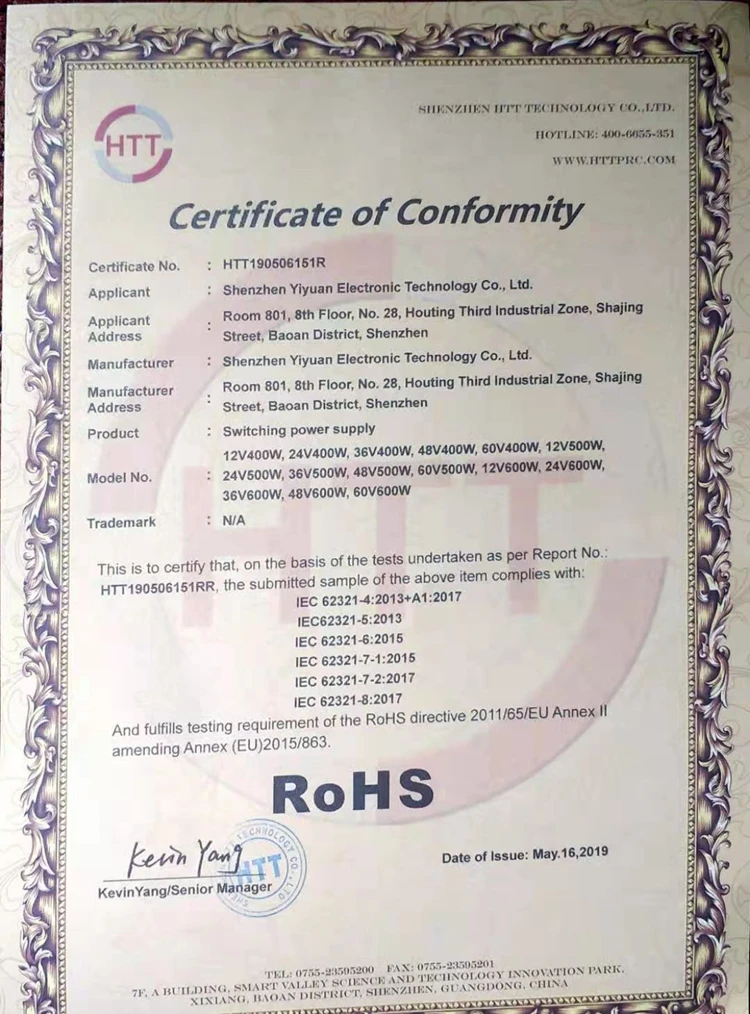 SHENZHEN HTT TECHNOLOGY CO.,LTD.
HOTLINE: 400-6655-351
WWW.HTTPRC.COM
HTT
Certificate of Conformity
Certificate No. : HTT190506151R
Applicant : Shenzhen Yiyuan Electronic Technology Co., Ltd.
Applicant Address : Room 801, 8th Floor, No. 28, Houting Third Industrial Zone, Shajing
Street, Baoan District, Shenzhen
Manufacturer : Shenzhen Yiyuan Electronic Technology Co., Ltd.
Manufacturer Address : Room 801, 8th Floor, No. 28, Houting Third Industrial Zone, Shajing
Street, Baoan District, Shenzhen
Product : Switching power supply
Model No. : 12V400W, 24V400W, 36V400W, 48V400W, 60V400W, 12V500W,
24V500W, 36V500W, 48V500W, 60V500W, 12V600W, 24V600W,
36V600W, 48V600W, 60V600W
Trademark : N/A
This is to certify that, on the basis of the tests undertaken as per Report No.:
HTT190506151RR, the submitted sample of the above item complies with:
IEC 62321-4:2013+A1:2017
IEC62321-5:2013
IEC 62321-6:2015
IEC 62321-7-1:2015
IEC 62321-7-2:2017
IEC 62321-8:2017
And fulfills testing requirement of the RoHS directive 2011/65/EU Annex II
amending Annex (EU)2015/863.
RoHS
Kevin Yang
HTT
TECHNOLOGY CO., LTD
KevinYang/Senior Manager
Date of Issue: May.16,2019
TEL: 0755-23595200 FAX: 0755-23595201
7F, A BUILDING, SMART VALLEY SCIENCE AND TECHNOLOGY INNOVATION PARK,
XIXIANG, BAOAN DISTRICT, SHENZHEN, GUANGDONG, CHINA